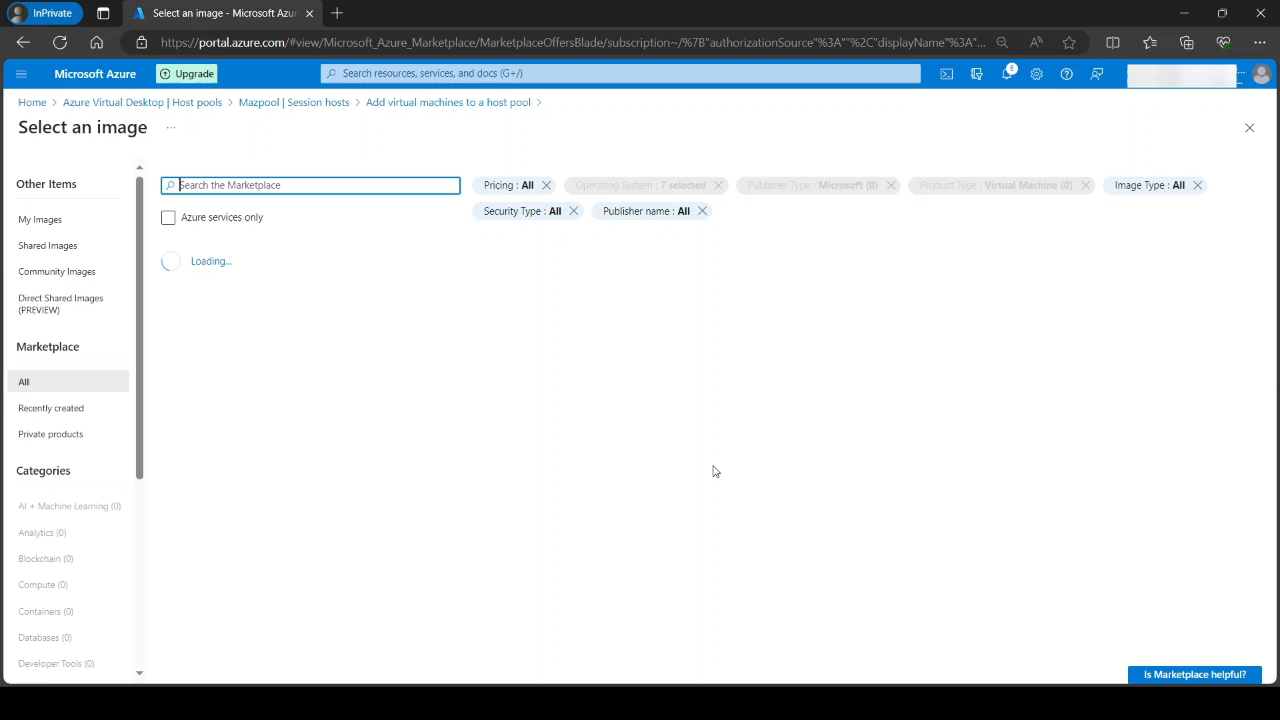 InPrivate
Select an image - Microsoft Azu
https://portal.azure.com/#view/Microsoft_Azure_Marketplace/MarketplaceOffersBlade/subscription~/%7B"authorizationSource"%3A""%2C"displayName"%3A"...
Microsoft Azure
Upgrade
Search resources, services, and docs (G+/)
6
Home > Azure Virtual Desktop | Host pools > Mazpool | Session hosts > Add virtual machines to a host pool >
Select an image ...
Other Items
My Images
Shared Images
Community Images
Direct Shared Images
(PREVIEW)
Marketplace
All
Recently created
Private products
Categories
AI + Machine Learning (0)
Analytics (0)
Blockchain (0)
Compute (0)
Containers (0)
Databases (0)
Developer Tools (0)
Search the Marketplace
Pricing : All
Operating System : 7 selected
Publisher Type : Microsoft (0)
Product Type : Virtual Machine (0)
Image Type : All
Security Type : All
Publisher name : All
Azure services only
Loading...
Is Marketplace helpful?